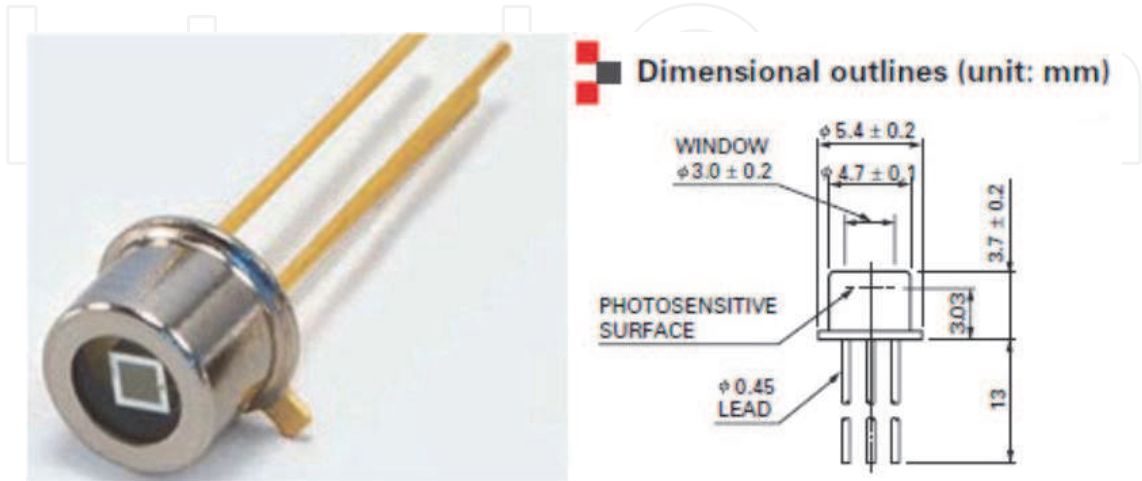 Dimensional outlines (unit: mm)
ϕ 5.4 ± 0.2
WINDOW
ϕ 3.0 ± 0.2
ϕ 4.7 ± 0.1
3.7 ± 0.2
PHOTOSENSITIVE
SURFACE
3.03
ϕ 0.45
LEAD
13